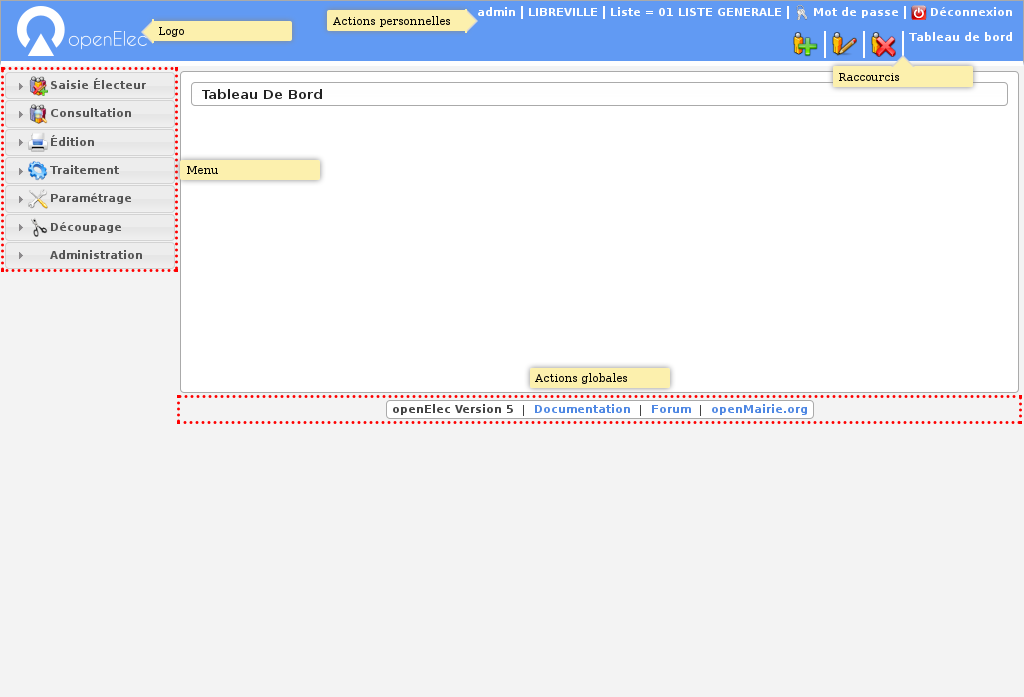 openElec
Logo
Actions personnelles
admin | LIBREVILLE | Liste = 01 LISTE GENERALE | Mot de passe | Déconnexion
Tableau de bord
Raccourcis
Saisie Électeur
Consultation
Édition
Traitement
Paramétrage
Découpage
Administration
Tableau De Bord
Menu
Actions globales
openElec Version 5 | Documentation | Forum | openMairie.org